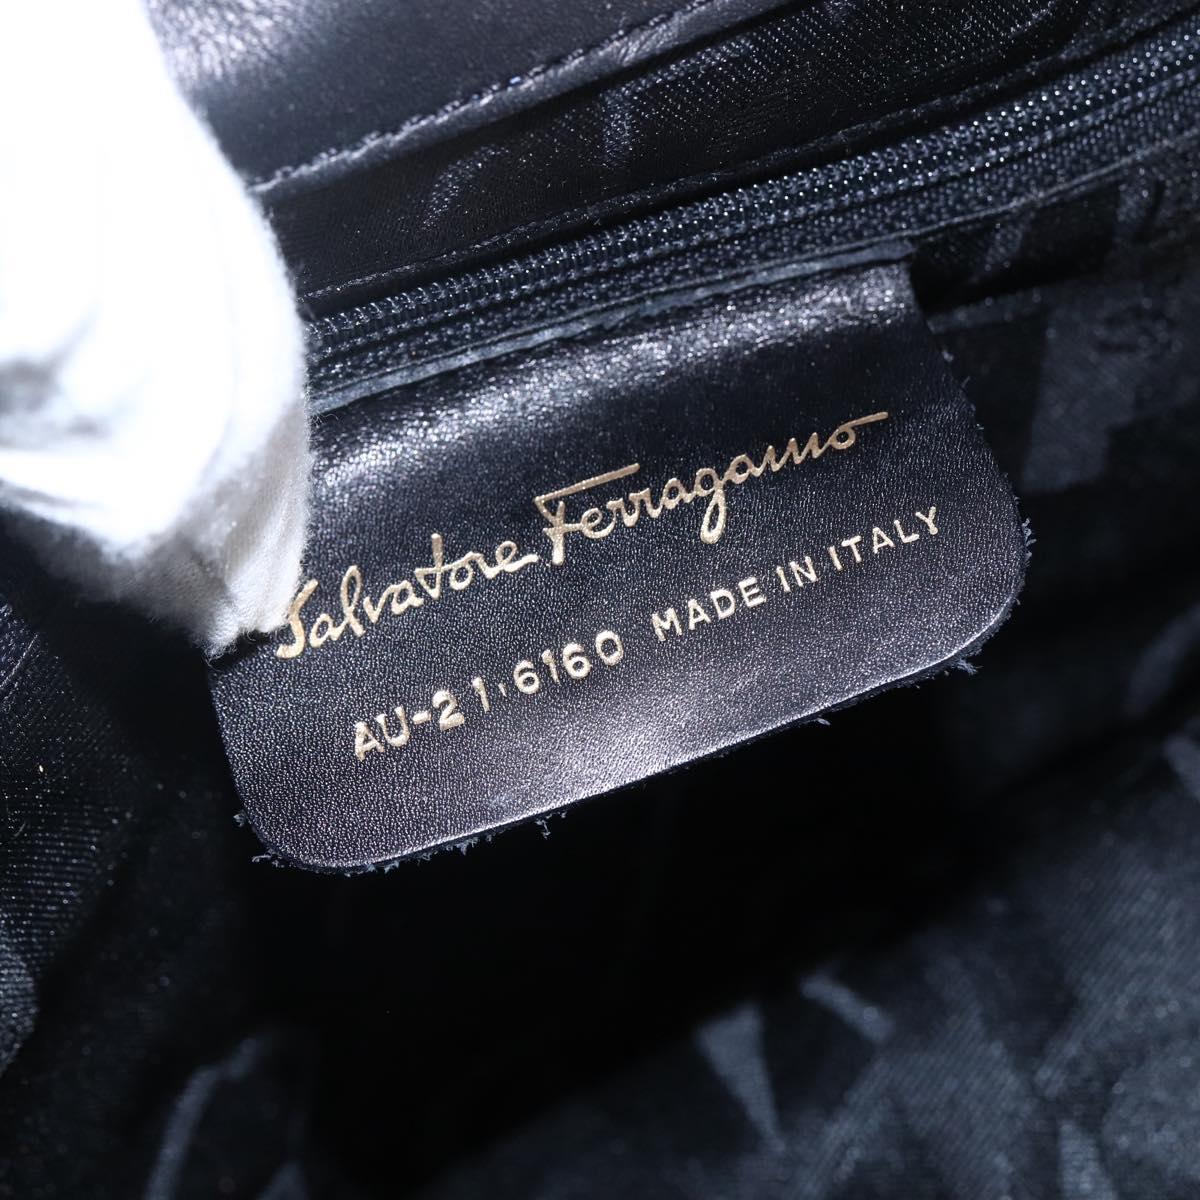 Salvatore Ferragamo
AU-21·6160 MADE IN ITALY